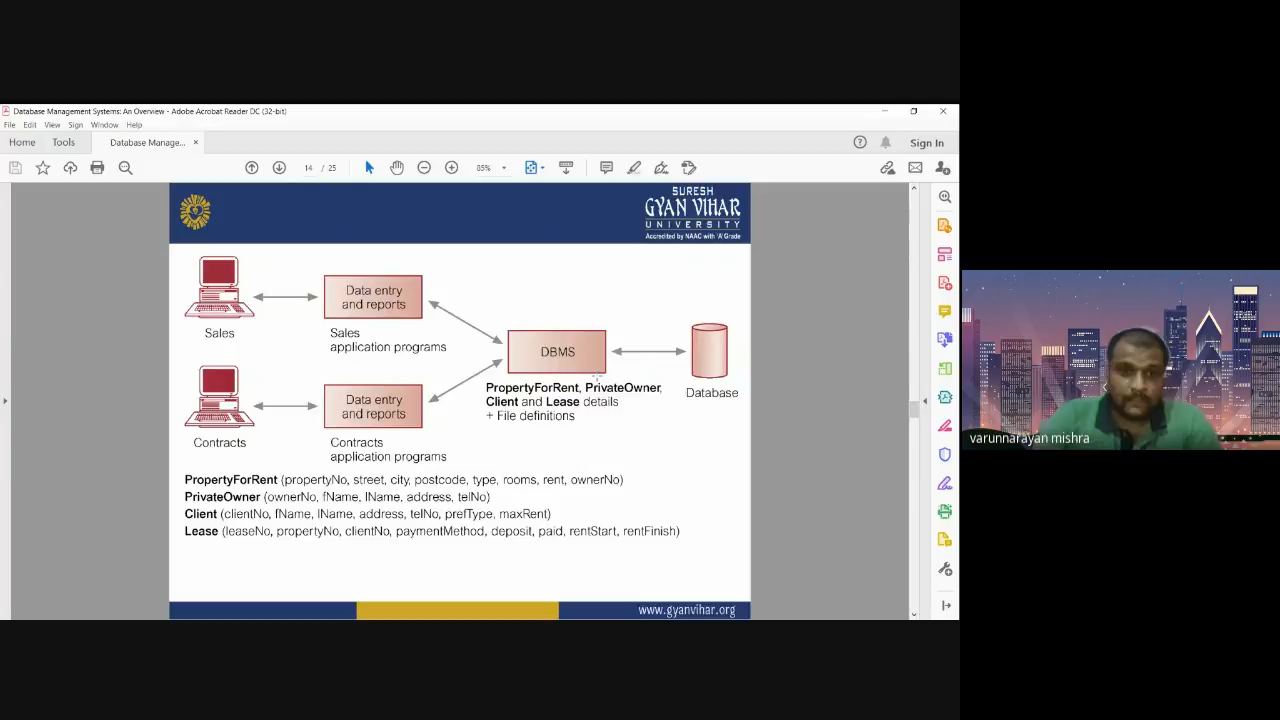 Database Management Systems: An Overview - Adobe Acrobat Reader DC (32-bit)
File Edit View Sign Window Help
Home Tools Database Manage... × Sign In
14 / 25 85%
SURESH
GYAN VIHAR
UNIVERSITY
Accredited by NAAC with 'A' Grade
Data entry
and reports
Sales
Sales
application programs
DBMS
PropertyForRent, PrivateOwner,
Client and Lease details
+ File definitions
Database
Data entry
and reports
Contracts
Contracts
application programs
PropertyForRent (propertyNo, street, city, postcode, type, rooms, rent, ownerNo)
PrivateOwner (ownerNo, fName, lName, address, telNo)
Client (clientNo, fName, lName, address, telNo, prefType, maxRent)
Lease (leaseNo, propertyNo, clientNo, paymentMethod, deposit, paid, rentStart, rentFinish)
www.gyanvihar.org
varunnarayan mishra